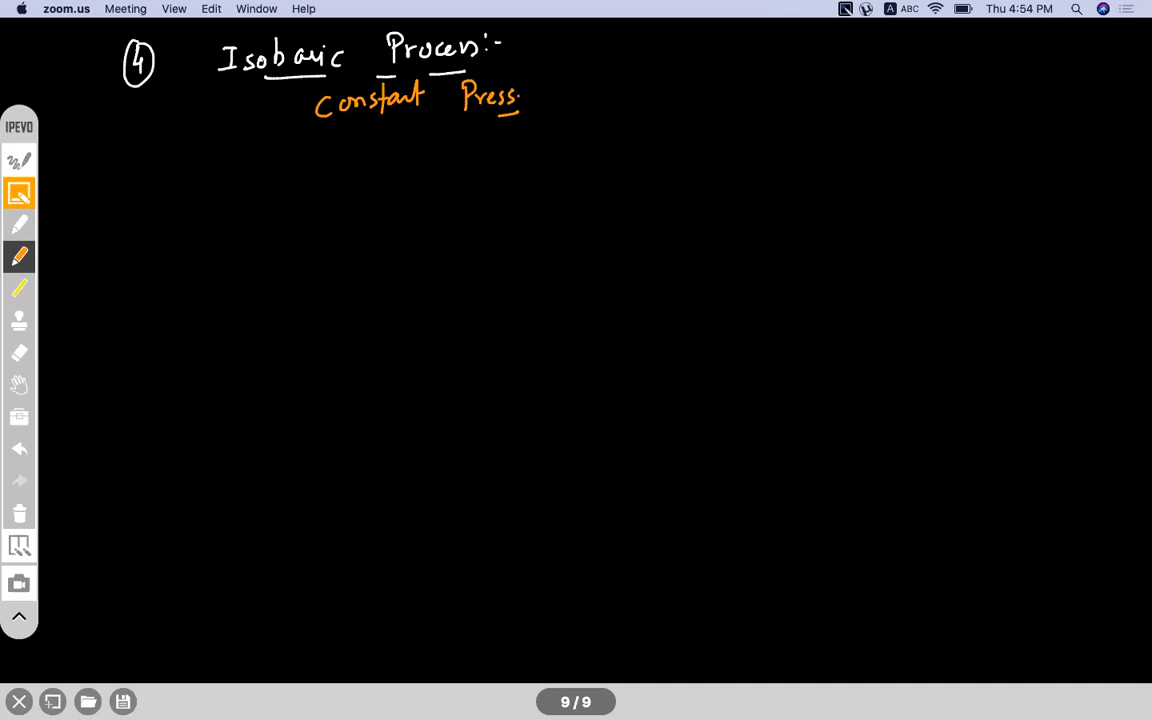 zoom.us Meeting View Edit Window Help A ABC Thu 4:54 PM
④ Isobaric Process:-
Constant Press.
IPEVO
9 / 9